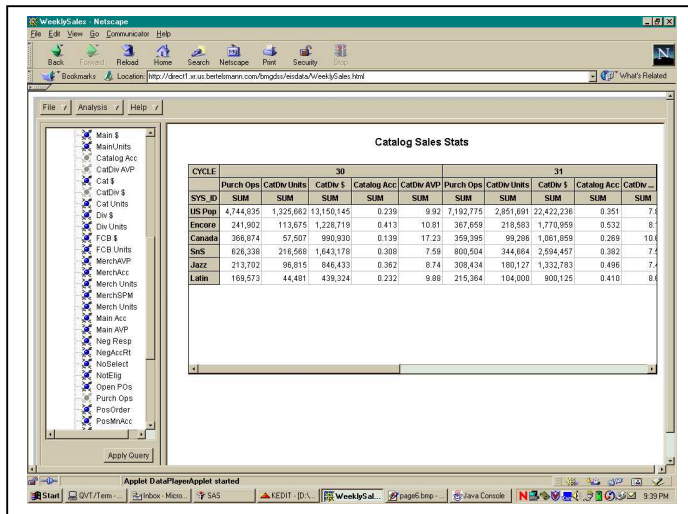 WeeklySales - Netscape
File Edit View Go Communicator Help
Back Forward Reload Home Search Netscape Print Security Stop
Bookmarks Location: http://direct1.xr.us.bertelsmann.com/bmgdss/eisdata/WeeklySales.html What's Related
File Analysis Help
Main $
MainUnits
Catalog Acc
CatDiv AVP
Cat $
CatDiv $
Cat Units
Div $
Div Units
FCB $
FCB Units
MerchAVP
MerchAcc
Merch Units
MerchSPM
Merch Units
Main Acc
Main AVP
Neg Resp
NegAccRt
NoSelect
NotElig
Open POs
Purch Ops
PosOrder
PosMnAcc
Apply Query
Catalog Sales Stats
CYCLE 30 31
Purch Ops CatDiv Units CatDiv $ Catalog Acc CatDiv AVP Purch Ops CatDiv Units CatDiv $ Catalog Acc CatDiv ...
SYS_ID SUM SUM SUM SUM SUM SUM SUM SUM SUM SUM
US Pop 4,744,835 1,325,662 13,150,145 0.239 9.92 7,192,775 2,851,691 22,422,236 0.351
Encore 241,902 113,675 1,228,719 0.413 10.81 367,659 218,583 1,770,959 0.532
Canada 366,874 57,507 990,930 0.139 17.23 359,395 99,286 1,061,859 0.269
SnS 626,338 216,568 1,643,178 0.308 7.59 800,504 344,664 2,594,457 0.382
Jazz 213,702 96,815 846,433 0.362 8.74 308,434 180,127 1,332,783 0.496
Latin 169,573 44,481 439,324 0.232 9.88 215,364 104,000 900,125 0.410
Applet DataPlayerApplet started
Start QVT/Term - ... Inbox - Micro... SAS KEDIT - [D:\... WeeklySal... page6.bmp - ... Java Console 9:39 PM